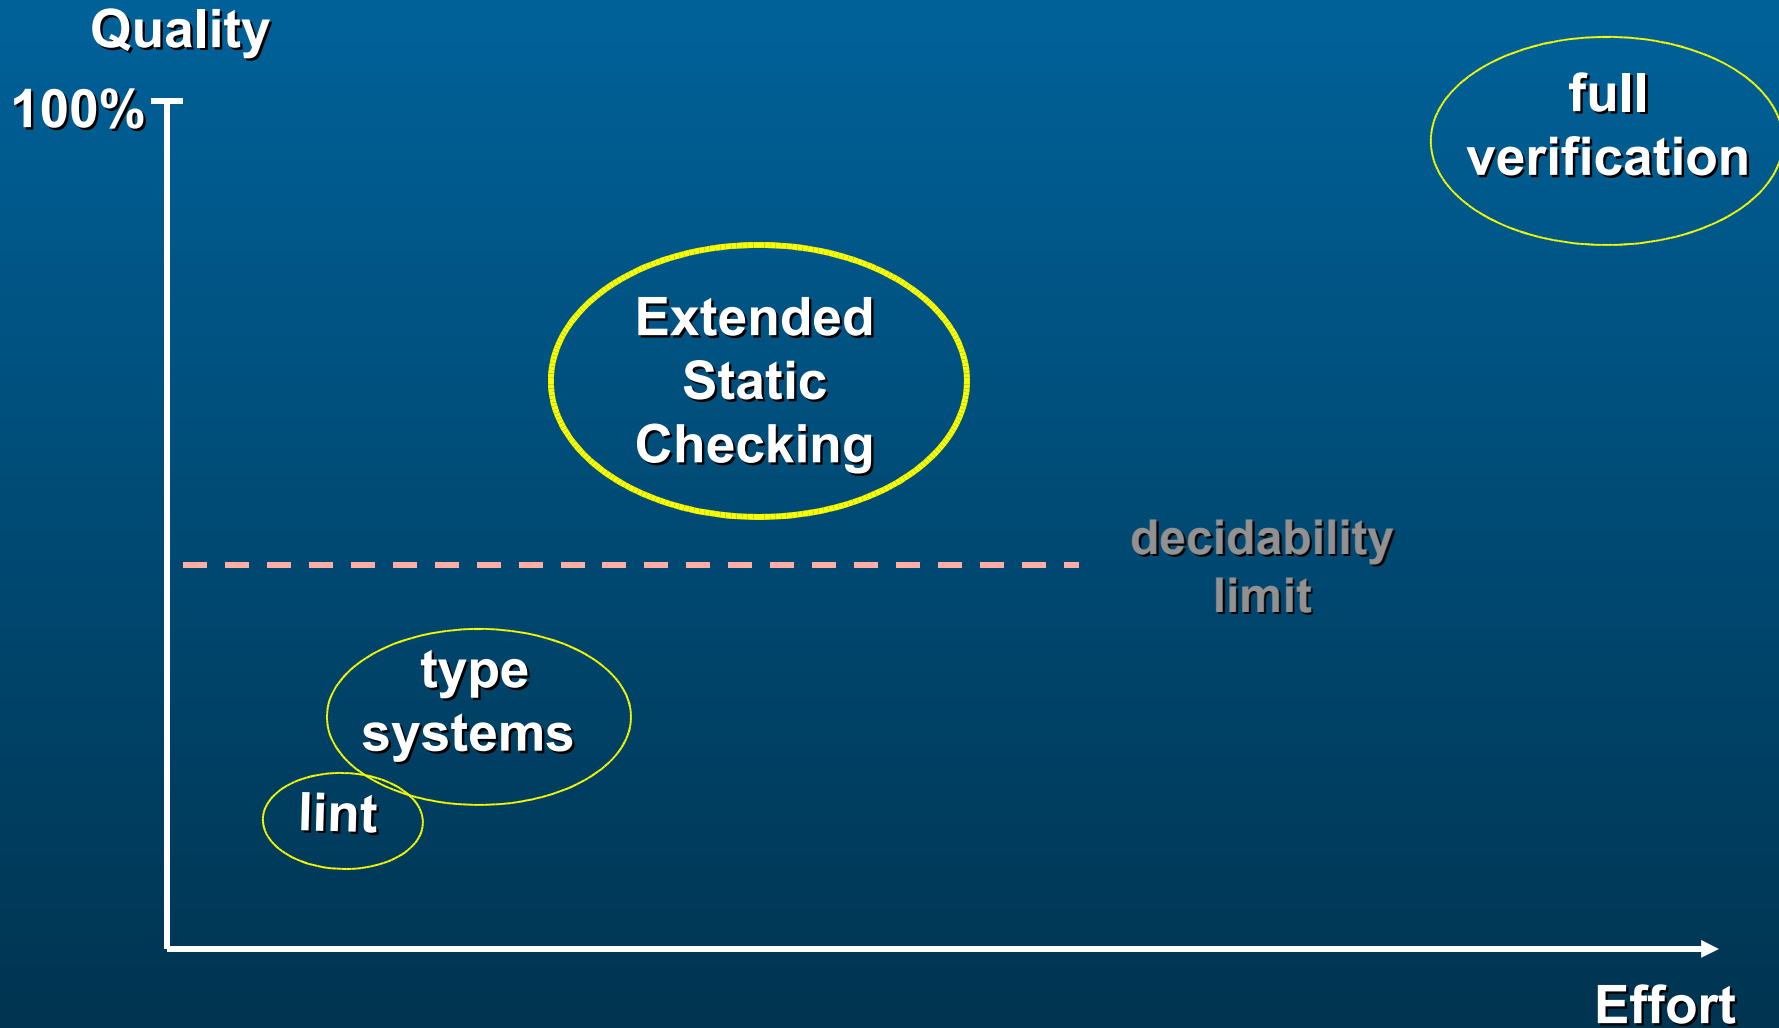 Quality
100%
full
verification
Extended
Static
Checking
decidability
limit
type
systems
lint
Effort